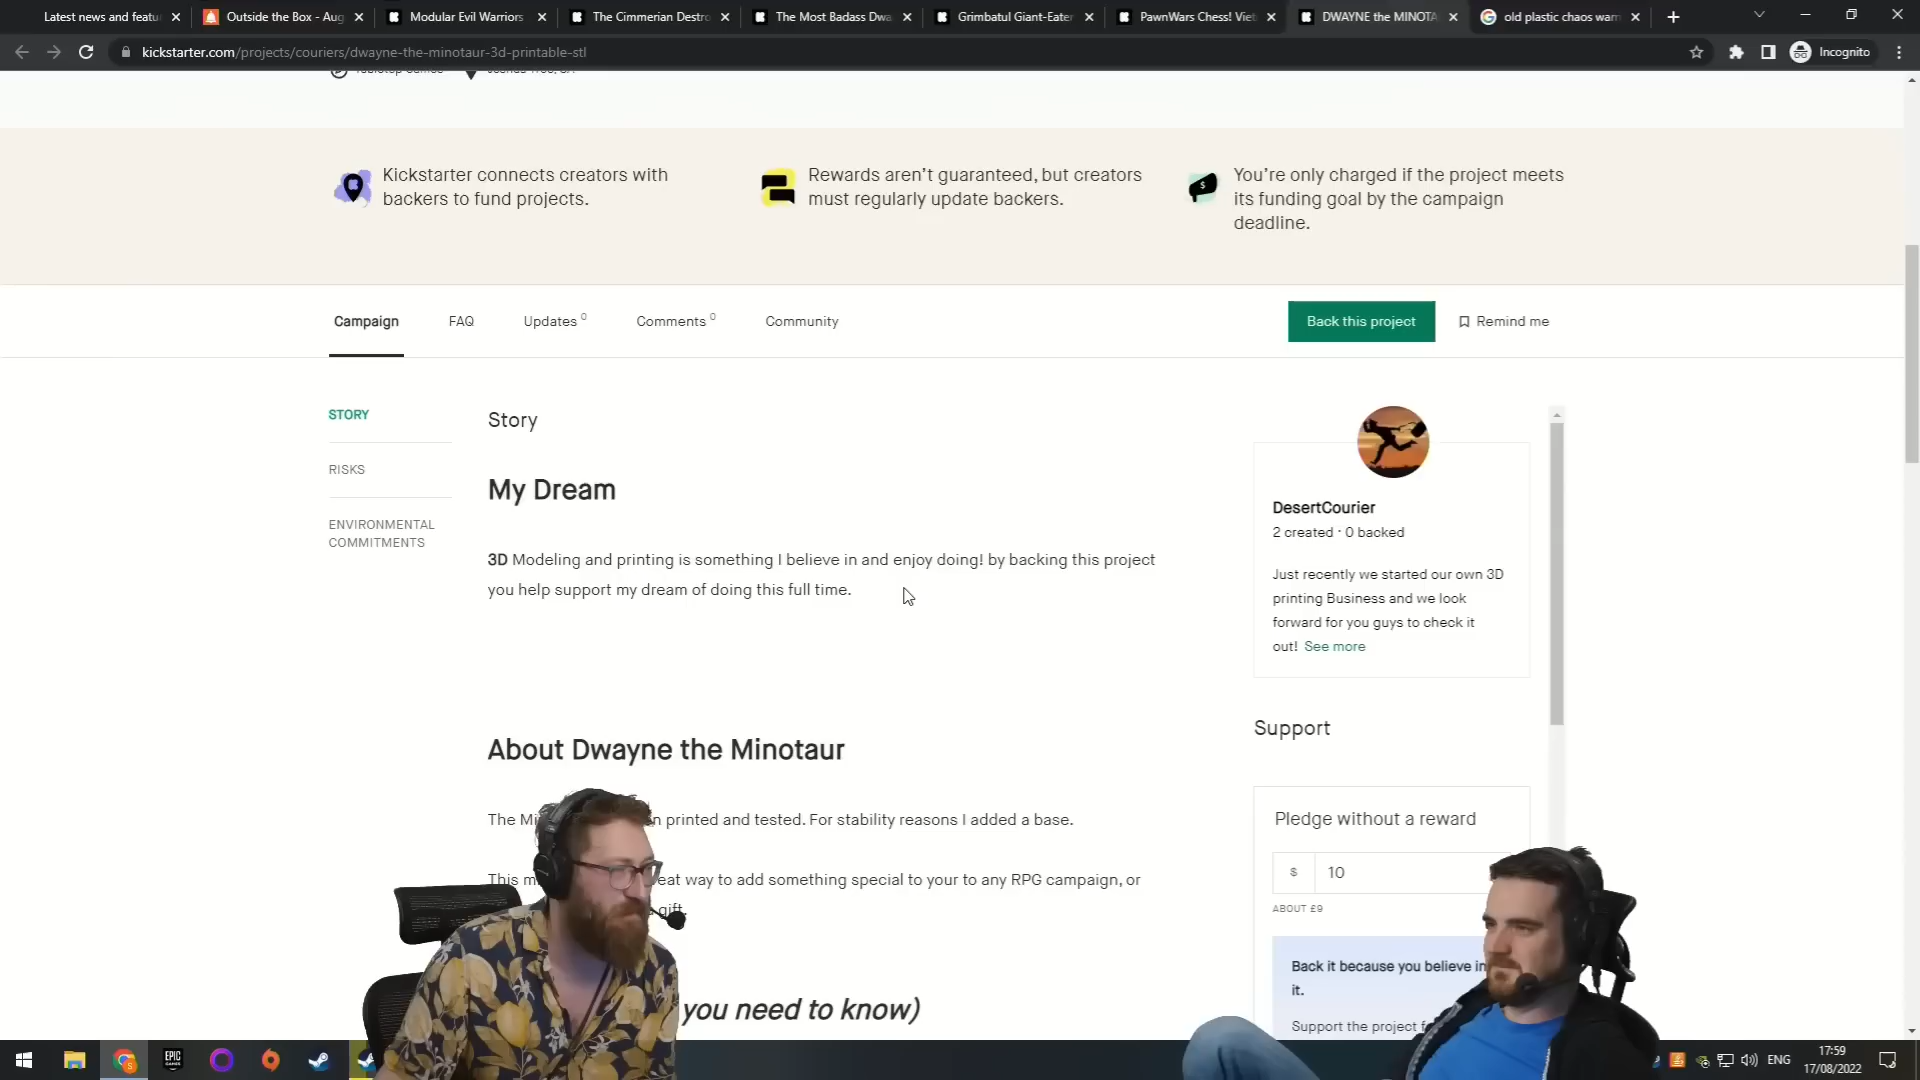 Latest news and featu
Outside the Box - Aug
Modular Evil Warriors
The Cimmerian Destro
The Most Badass Dwa
Grimbatul Giant-Eater
PawnWars Chess! Viet
DWAYNE the MINOTA
old plastic chaos warr
kickstarter.com/projects/couriers/dwayne-the-minotaur-3d-printable-stl
Incognito
Kickstarter connects creators with
backers to fund projects.
Rewards aren't guaranteed, but creators
must regularly update backers.
You're only charged if the project meets
its funding goal by the campaign
deadline.
Campaign
FAQ
Updates 0
Comments 0
Community
Back this project
Remind me
STORY
RISKS
ENVIRONMENTAL
COMMITMENTS
Story
My Dream
3D Modeling and printing is something I believe in and enjoy doing! by backing this project
you help support my dream of doing this full time.
About Dwayne the Minotaur
The Mi n printed and tested. For stability reasons I added a base.
This m eat way to add something special to your to any RPG campaign, or
gift.
you need to know)
DesertCourier
2 created · 0 backed
Just recently we started our own 3D
printing Business and we look
forward for you guys to check it
out! See more
Support
Pledge without a reward
$ 10
ABOUT £9
Back it because you believe in
it.
Support the project f
EPIC
GAMES
ENG
17:59
17/08/2022